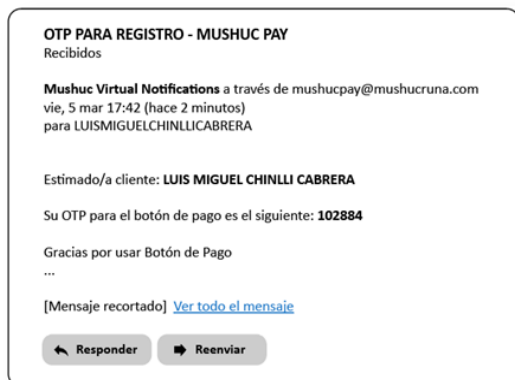 OTP PARA REGISTRO - MUSHUC PAY
Recibidos
Mushuc Virtual Notifications a través de mushucpay@mushucruna.com
vie, 5 mar 17:42 (hace 2 minutos)
para LUISMIGUELCHINLLICABRERA
Estimado/a cliente: LUIS MIGUEL CHINLLI CABRERA
Su OTP para el botón de pago es el siguiente: 102884
Gracias por usar Botón de Pago
...
[Mensaje recortado] Ver todo el mensaje
Responder Reenviar